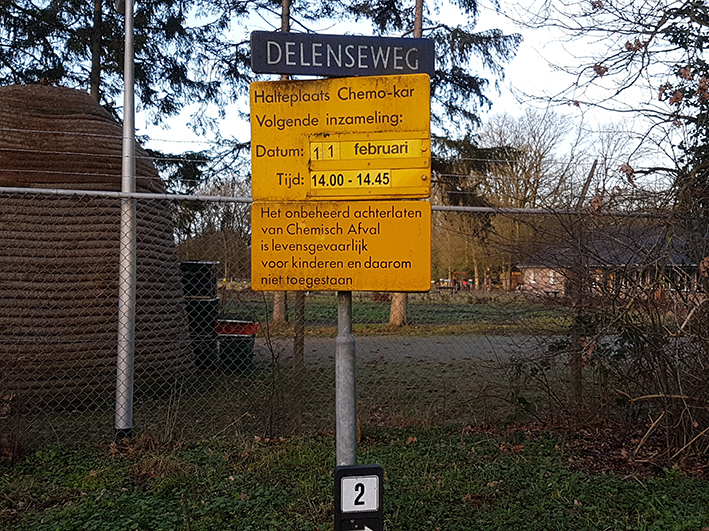 DELENSEWEG
Halteplaats Chemo-kar
Volgende inzameling:
Datum: 11 februari
Tijd: 14.00 - 14.45
Het onbeheerd achterlaten
van Chemisch Afval
is levensgevaarlijk
voor kinderen en daarom
niet toegestaan
2